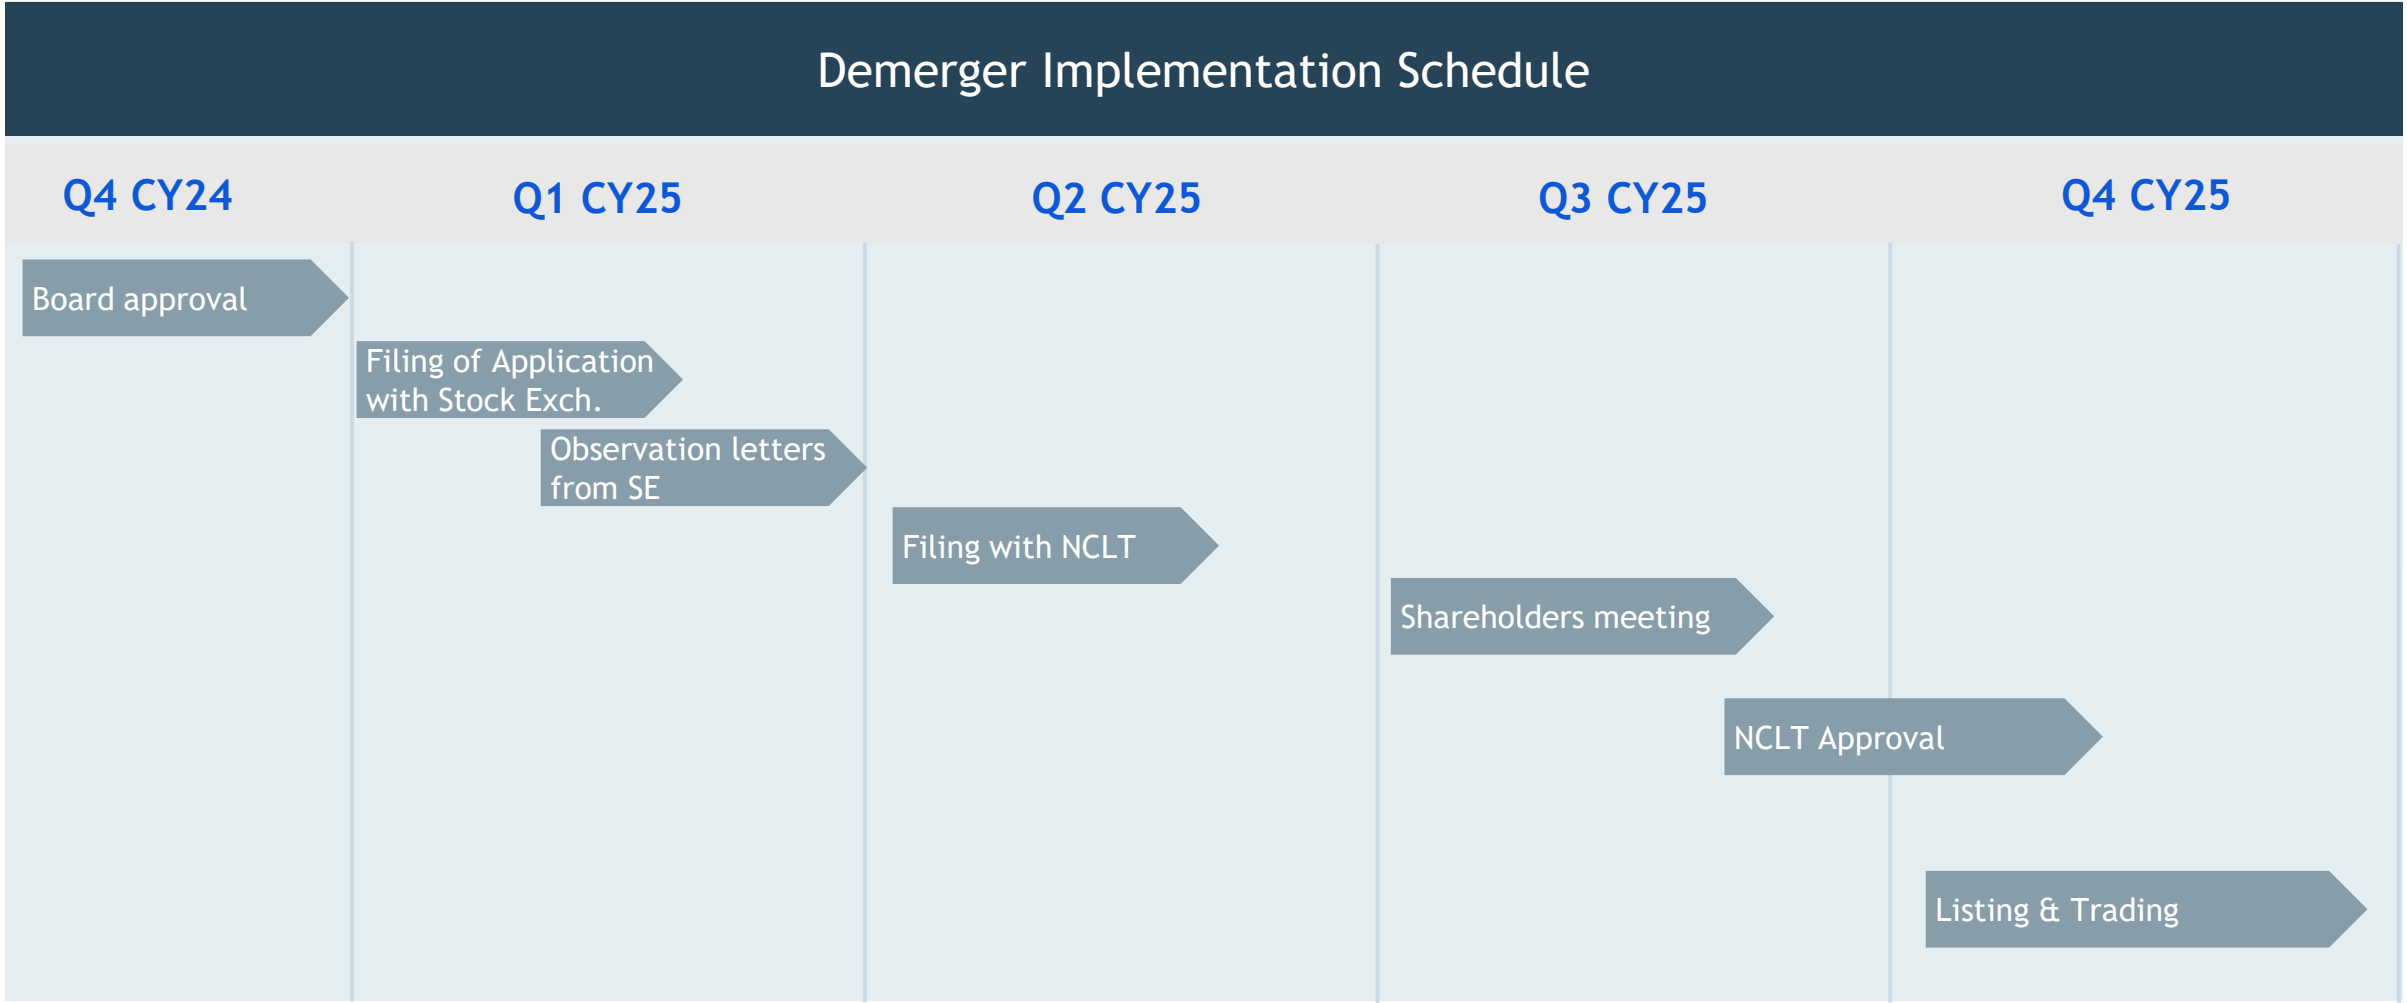 Demerger Implementation Schedule
Q4 CY24
Q1 CY25
Q2 CY25
Q3 CY25
Q4 CY25
Board approval
Filing of Application
with Stock Exch.
Observation letters
from SE
Filing with NCLT
Shareholders meeting
NCLT Approval
Listing & Trading